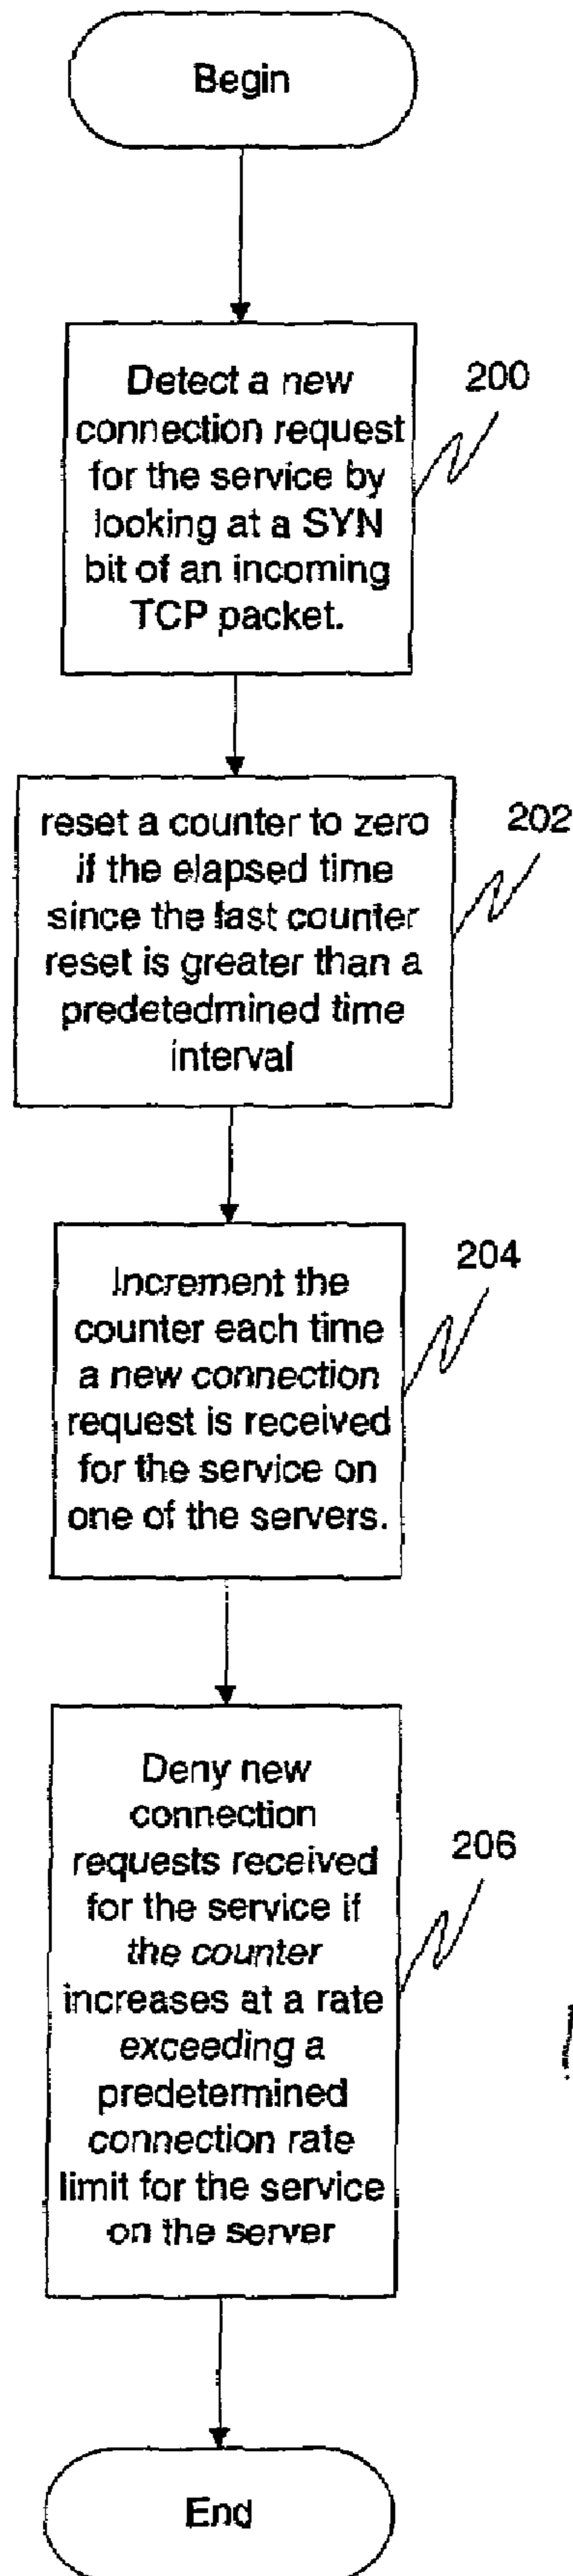 Begin
Detect a new
connection request
for the service by
looking at a SYN
bit of an incoming
TCP packet.
200
reset a counter to zero
if the elapsed time
since the last counter
reset is greater than a
predetedmined time
interval
202
Increment the
counter each time
a new connection
request is received
for the service on
one of the servers.
204
Deny new
connection
requests received
for the service if
the counter
increases at a rate
exceeding a
predetermined
connection rate
limit for the service
on the server
206
End